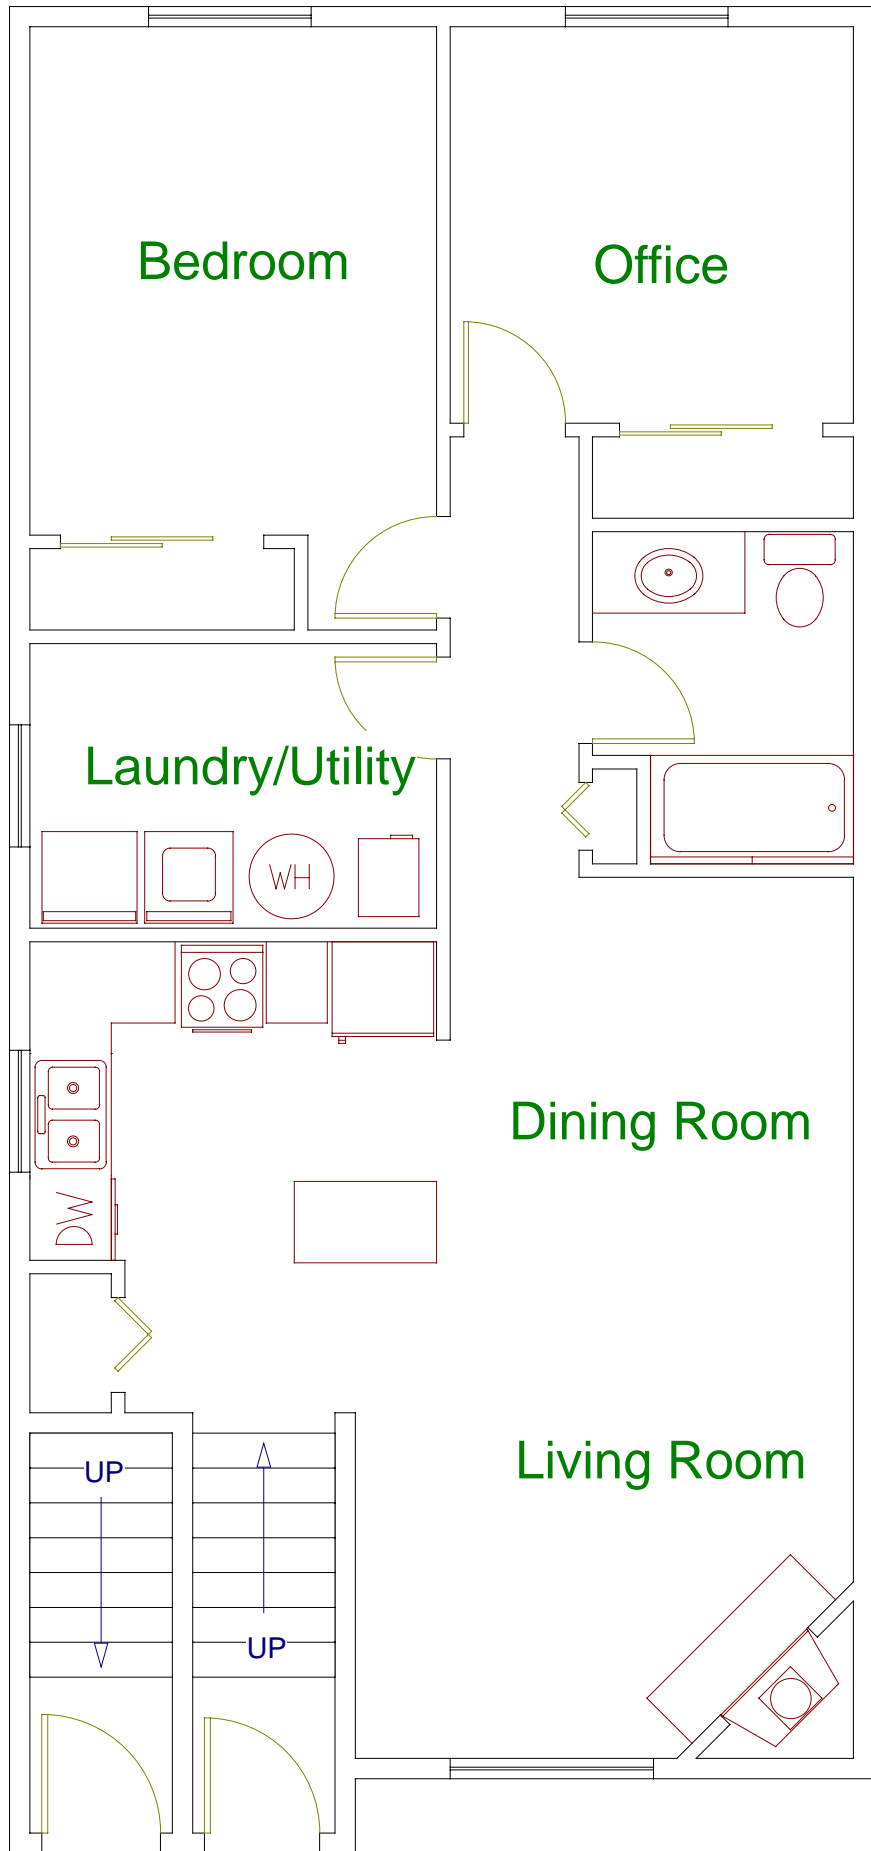 Bedroom
Office
Laundry/Utility
WH
Dining Room
DW
Living Room
UP
UP